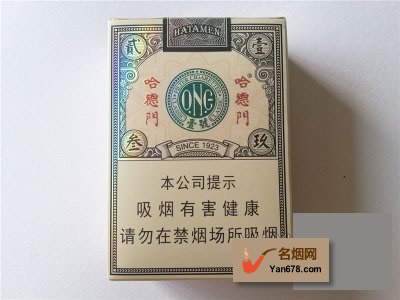 HATAMEN
貳 壹
哈德門 哈德門
ONE
壹號
叁 玖
SINCE 1923
本公司提示
吸烟有害健康
请勿在禁烟场所吸烟
名烟网
Yan678.com